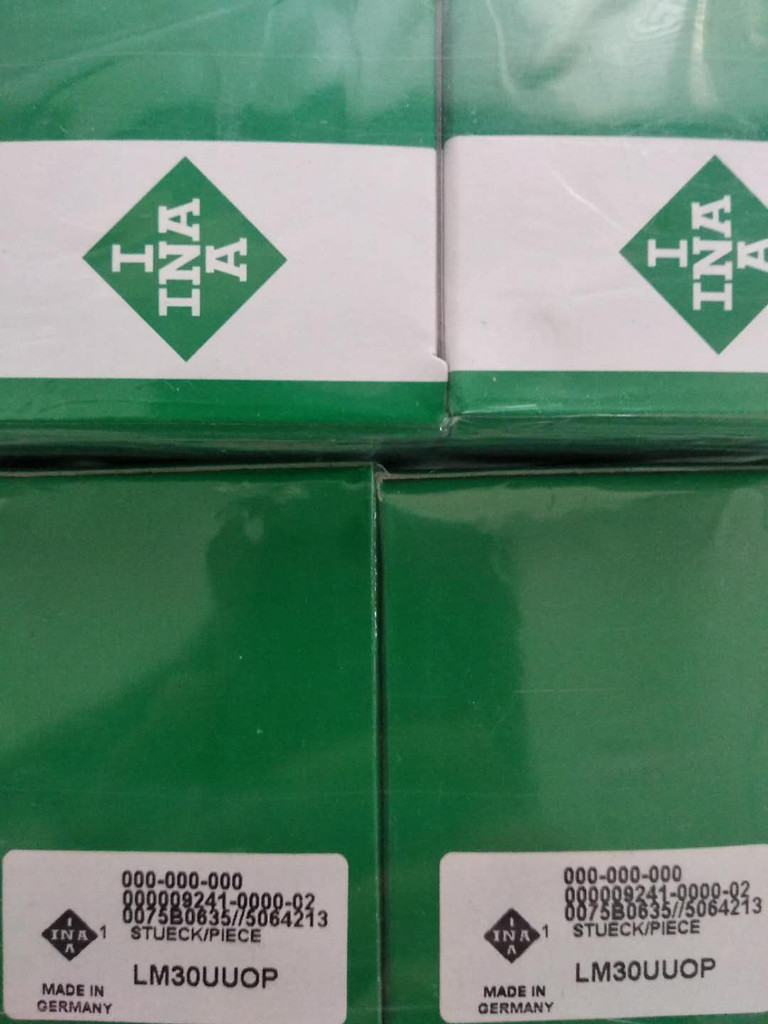 I
INA
A
I
INA
A
000-000-000
000009241-0000-02
0075B0635//5064213
1 STUECK/PIECE
I
INA
A
LM30UUOP
MADE IN
GERMANY
000-000-000
000009241-0000-02
0075B0635//5064213
1 STUECK/PIECE
I
INA
A
LM30UUOP
MADE IN
GERMANY